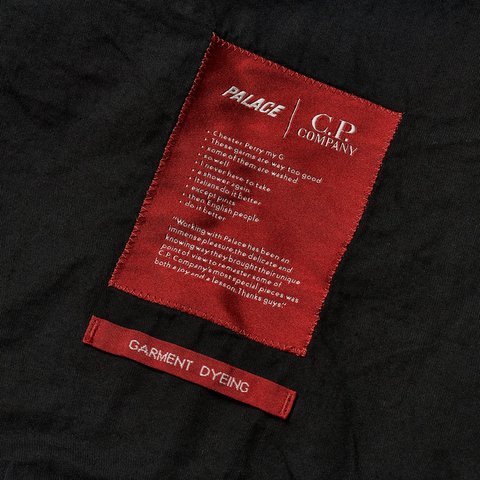 PALACE | C.P. COMPANY
• Chester Perry my G
• These garms are way too good
• some of them are washed
• so well
• I never have to take
• a shower again
• Italians do it better
• except pints
• then English people
• do it better
"Working with Palace has been an
immense pleasure, the delicate and
knowing way they brought their unique
point of view to remaster some of
C.P. Company's most special pieces was
both a joy and a lesson. Thanks guys."
GARMENT DYEING